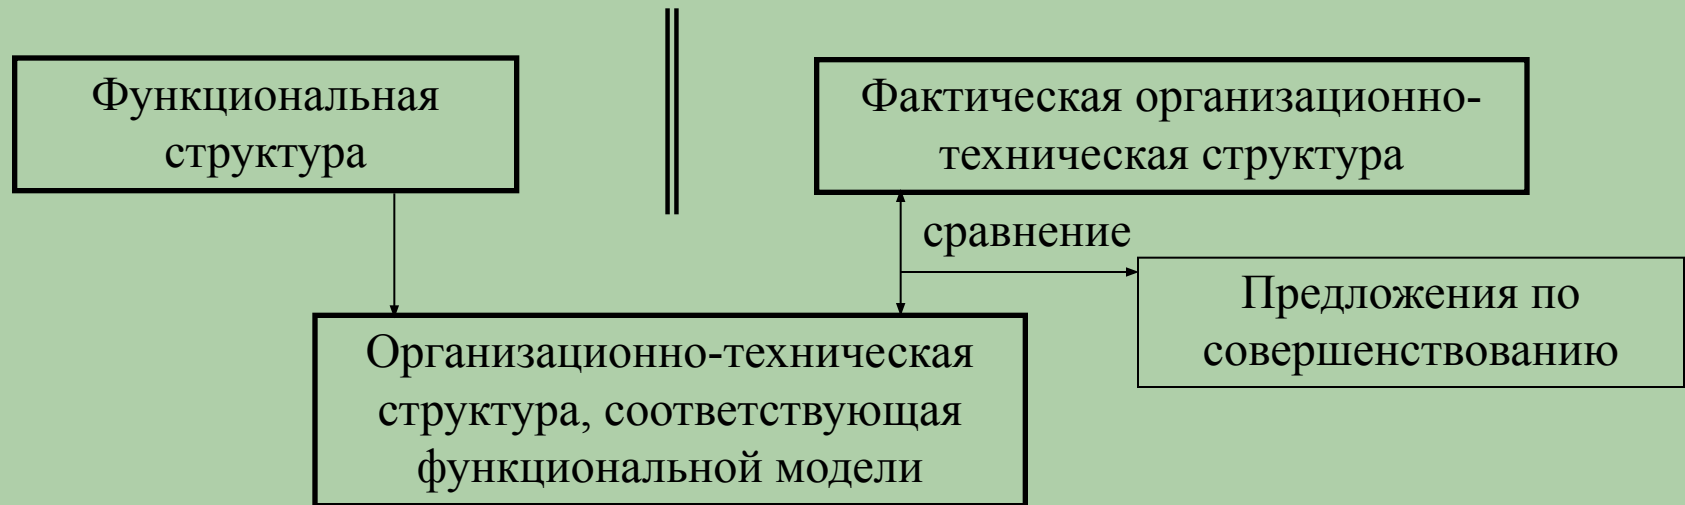 Функциональная
структура
Фактическая организационно-
техническая структура
сравнение
Предложения по
совершенствованию
Организационно-техническая
структура, соответствующая
функциональной модели